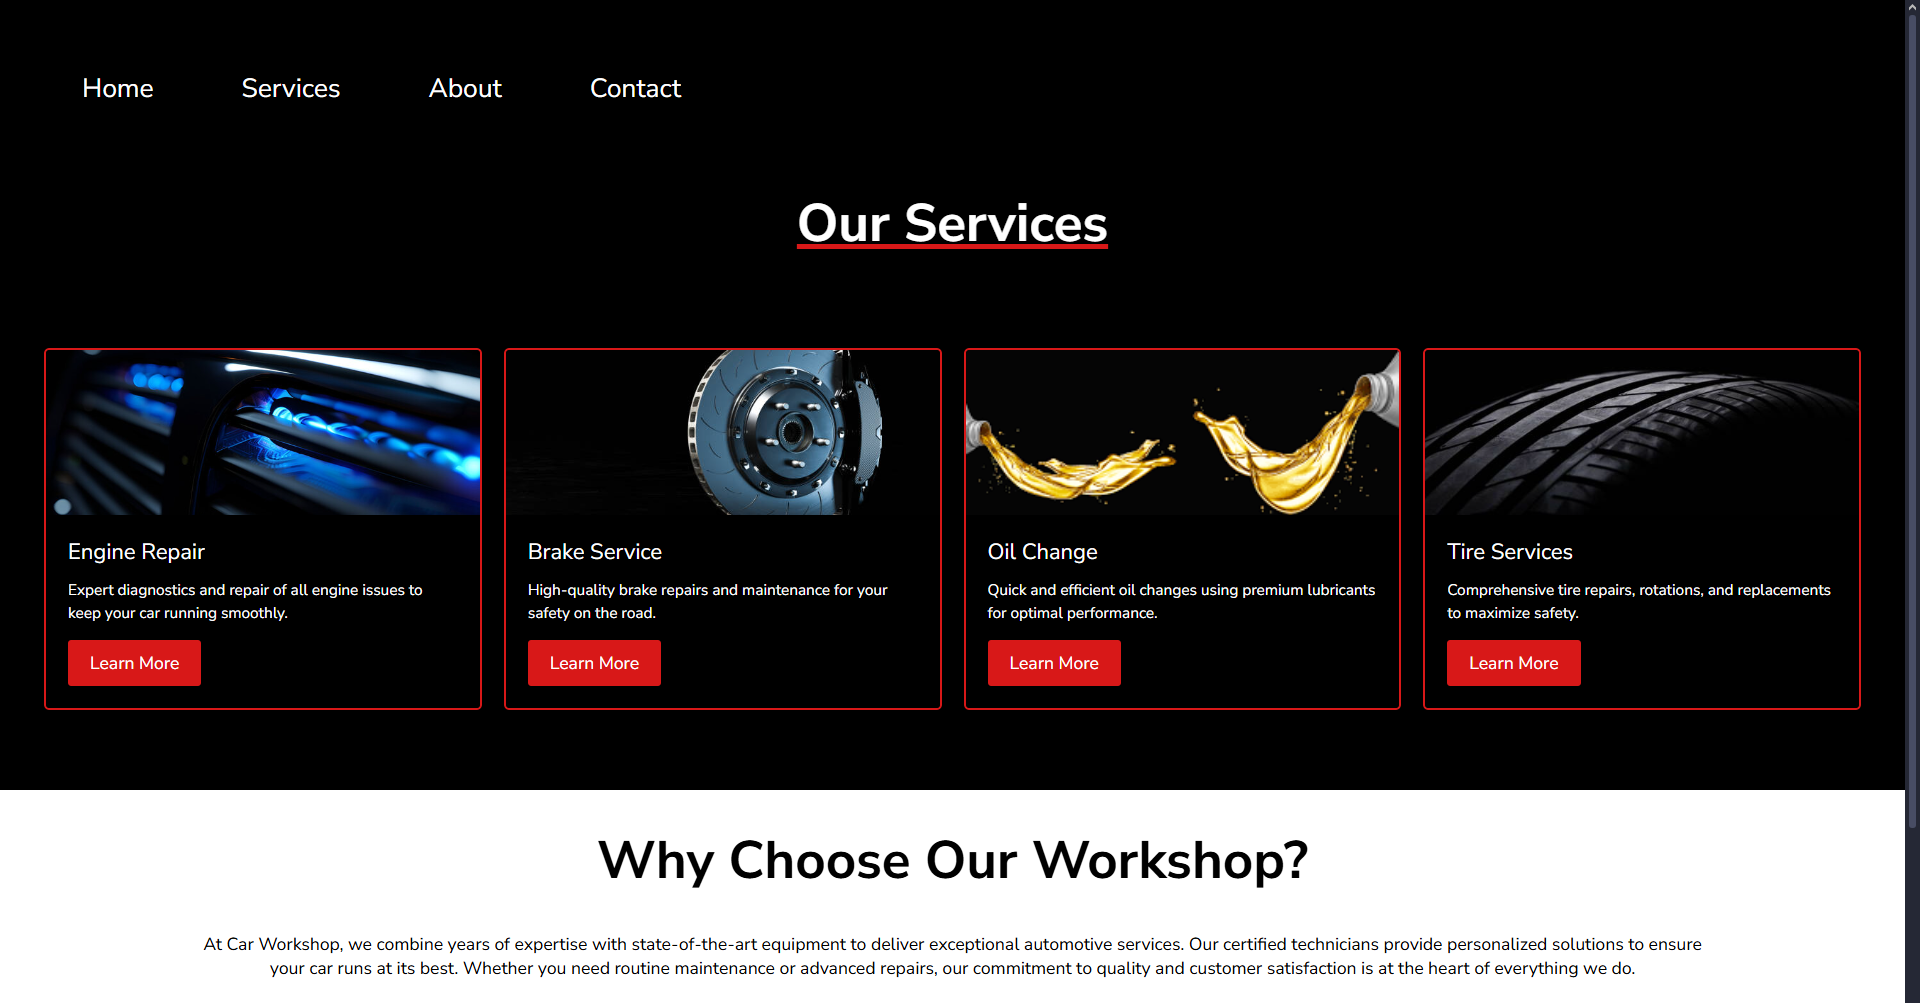 Home Services About Contact
Our Services
Engine Repair
Expert diagnostics and repair of all engine issues to
keep your car running smoothly.
Learn More
Brake Service
High-quality brake repairs and maintenance for your
safety on the road.
Learn More
Oil Change
Quick and efficient oil changes using premium lubricants
for optimal performance.
Learn More
Tire Services
Comprehensive tire repairs, rotations, and replacements
to maximize safety.
Learn More
Why Choose Our Workshop?
At Car Workshop, we combine years of expertise with state-of-the-art equipment to deliver exceptional automotive services. Our certified technicians provide personalized solutions to ensure
your car runs at its best. Whether you need routine maintenance or advanced repairs, our commitment to quality and customer satisfaction is at the heart of everything we do.